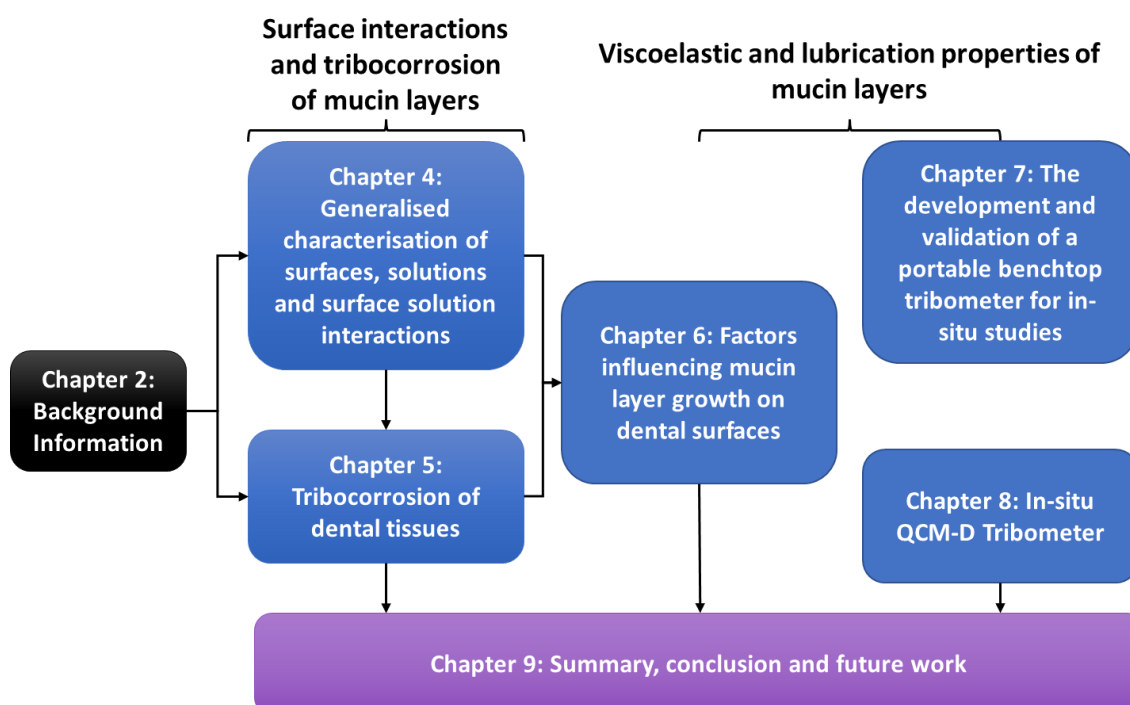 Surface interactions
and tribocorrosion
of mucin layers
Viscoelastic and lubrication properties of
mucin layers
Chapter 4:
Generalised
characterisation of
surfaces, solutions
and surface solution
interactions
Chapter 7: The
development and
validation of a
portable benchtop
tribometer for in-
situ studies
Chapter 6: Factors
influencing mucin
layer growth on
dental surfaces
Chapter 2:
Background
Information
Chapter 5:
Tribocorrosion of
dental tissues
Chapter 8: In-situ
QCM-D Tribometer
Chapter 9: Summary, conclusion and future work